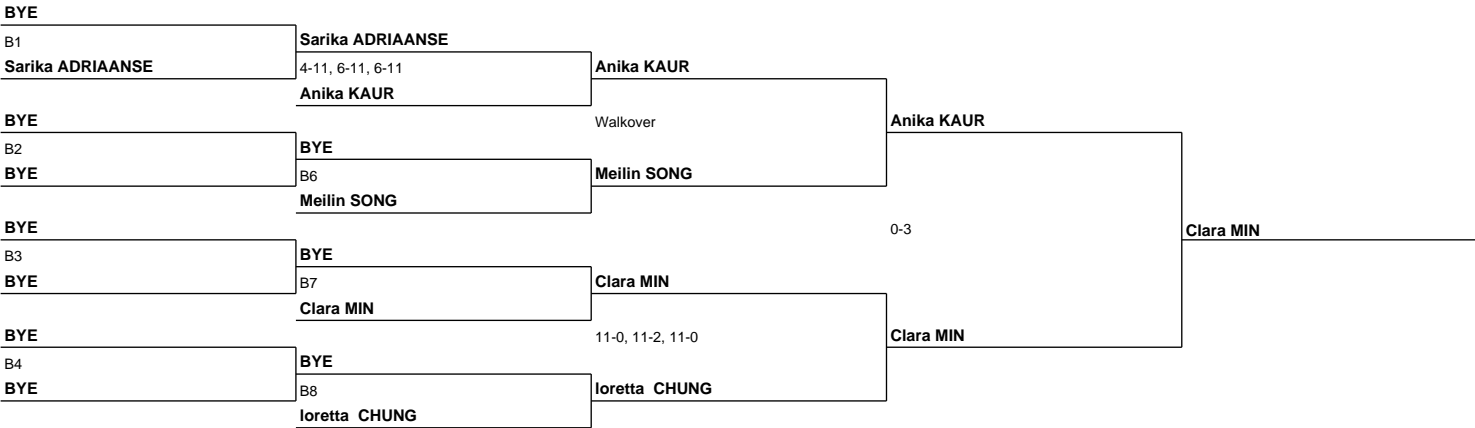 BYE
B1
Sarika ADRIAANSE
Sarika ADRIAANSE
4-11, 6-11, 6-11
Anika KAUR
Anika KAUR
BYE
Walkover
Anika KAUR
B2
BYE
BYE
B6
Meilin SONG
Meilin SONG
BYE
0-3
Clara MIN
B3
BYE
BYE
B7
Clara MIN
Clara MIN
BYE
11-0, 11-2, 11-0
Clara MIN
B4
BYE
BYE
B8
loretta  CHUNG
loretta  CHUNG